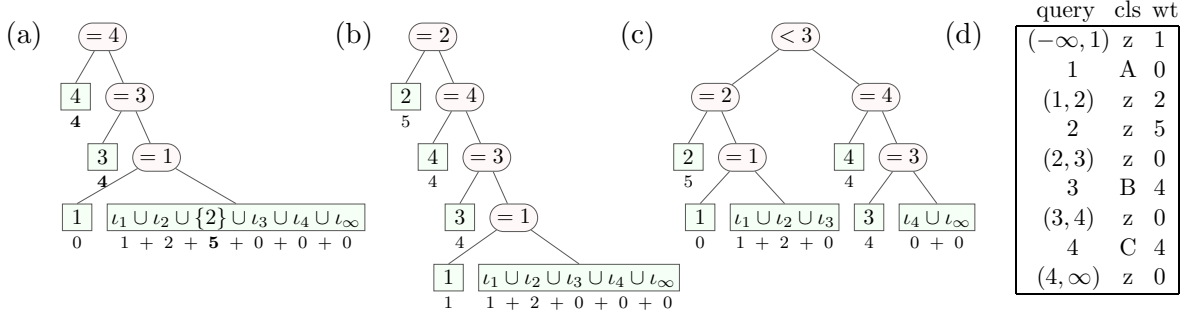 (a)
= 4
4
4
= 3
3
4
= 1
1
0
ι₁ ∪ ι₂ ∪ {2} ∪ ι₃ ∪ ι₄ ∪ ι∞
1 + 2 + 5 + 0 + 0 + 0
(b)
= 2
2
5
= 4
4
4
= 3
3
4
= 1
1
1
ι₁ ∪ ι₂ ∪ ι₃ ∪ ι₄ ∪ ι∞
1 + 2 + 0 + 0 + 0
(c)
< 3
= 2
= 4
2
5
= 1
4
4
= 3
1
0
ι₁ ∪ ι₂ ∪ ι₃
1 + 2 + 0
3
4
ι₄ ∪ ι∞
0 + 0
(d)
query cls wt
(−∞, 1) z 1
1 A 0
(1, 2) z 2
2 z 5
(2, 3) z 0
3 B 4
(3, 4) z 0
4 C 4
(4, ∞) z 0